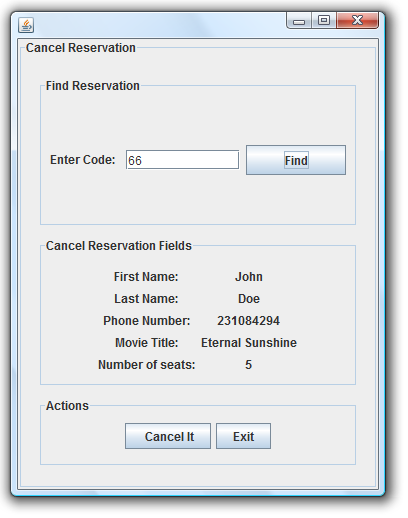 Cancel Reservation
Find Reservation
Enter Code: 66 Find
Cancel Reservation Fields
First Name: John
Last Name: Doe
Phone Number: 231084294
Movie Title: Eternal Sunshine
Number of seats: 5
Actions
Cancel It Exit